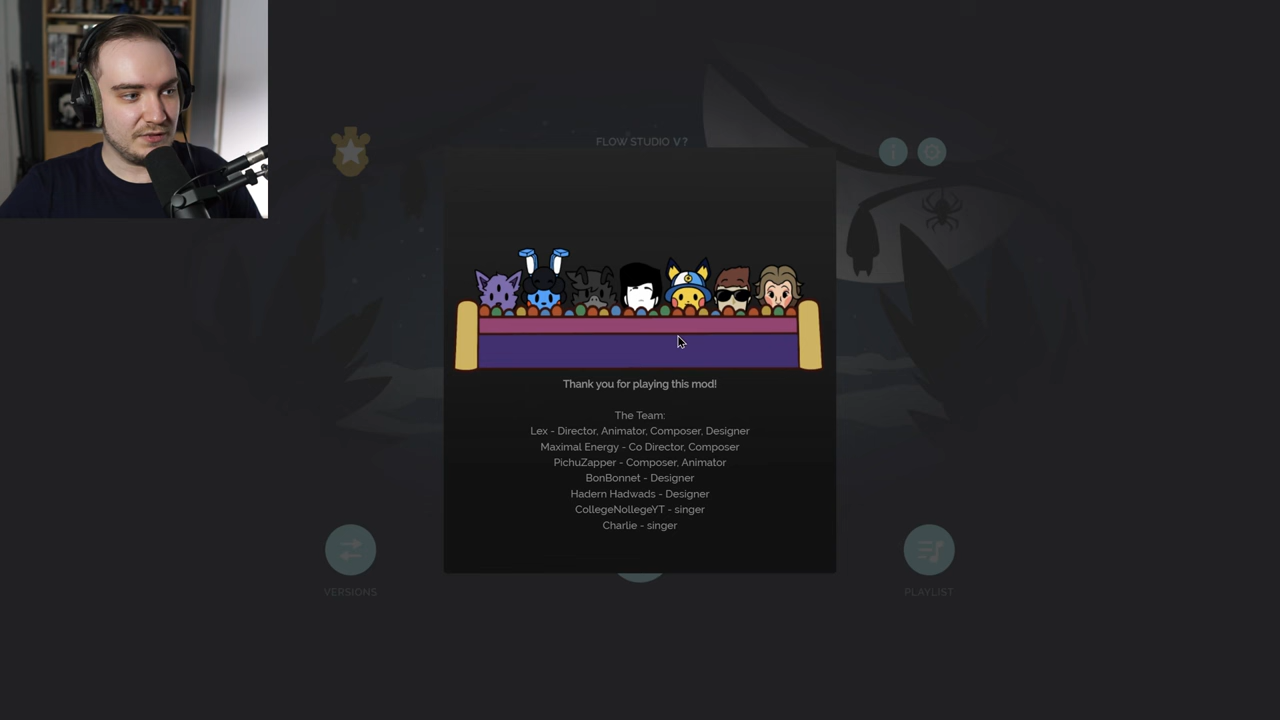 FLOW STUDIO V?
Thank you for playing this mod!
The Team:
Lex - Director, Animator, Composer, Designer
Maximal Energy - Co Director, Composer
PichuZapper - Composer, Animator
BonBonnet - Designer
Hadern Hadwads - Designer
CollegeNollegeYT - singer
Charlie - singer
VERSIONS
PLAYLIST